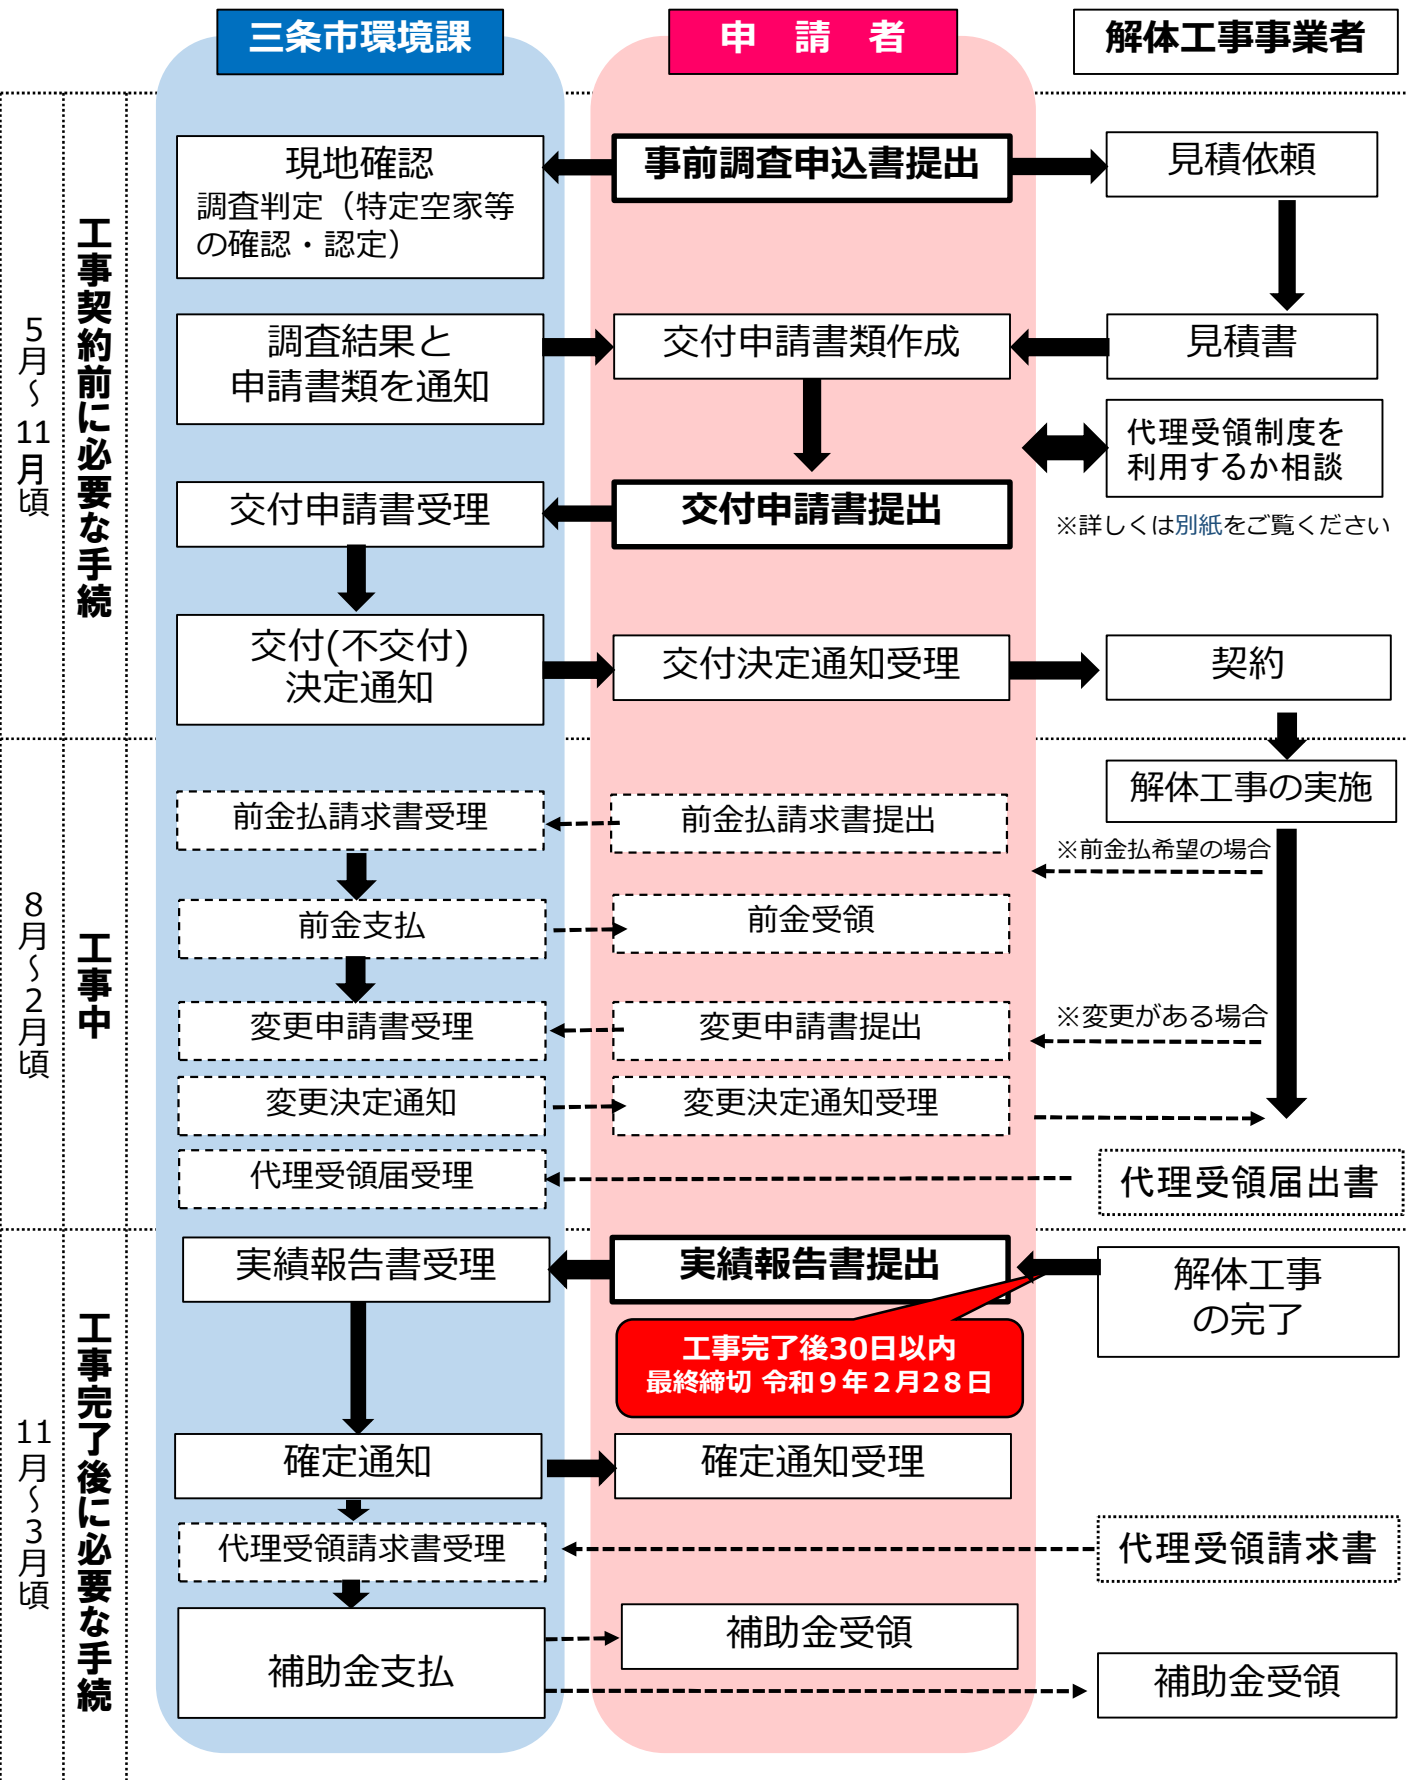 三条市環境課
申　請　者
解体工事事業者
5月～11月頃
工事契約前に必要な手続
現地確認
調査判定（特定空家等
の確認・認定）
事前調査申込書提出
見積依頼
調査結果と
申請書類を通知
交付申請書類作成
見積書
代理受領制度を
利用するか相談
※詳しくは別紙をご覧ください
交付申請書受理
交付申請書提出
交付(不交付)
決定通知
交付決定通知受理
契約
8月～2月頃
工事中
解体工事の実施
前金払請求書受理
前金払請求書提出
※前金払希望の場合
前金支払
前金受領
変更申請書受理
変更申請書提出
※変更がある場合
変更決定通知
変更決定通知受理
代理受領届受理
代理受領届出書
11月～3月頃
工事完了後に必要な手続
実績報告書受理
実績報告書提出
解体工事
の完了
工事完了後30日以内
最終締切 令和９年２月２８日
確定通知
確定通知受理
代理受領請求書受理
代理受領請求書
補助金支払
補助金受領
補助金受領